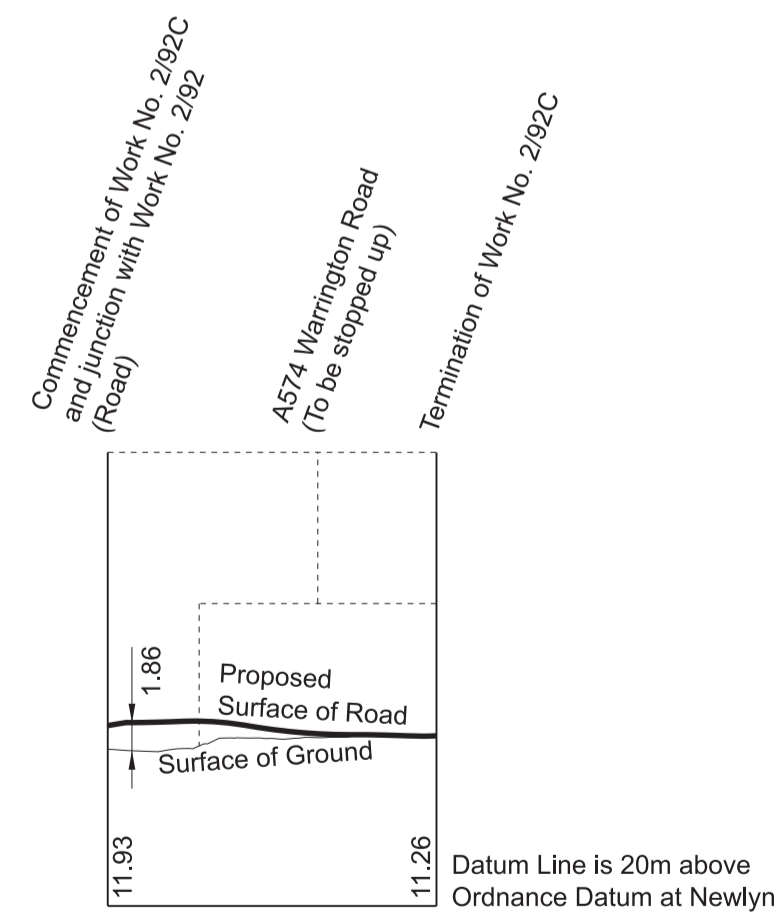 Commencement of Work No. 2/92C
and junction with Work No. 2/92
(Road)
A574 Warrington Road
(To be stopped up)
Termination of Work No. 2/92C
1.86
Proposed
Surface of Road
Surface of Ground
11.93
11.26
Datum Line is 20m above
Ordnance Datum at Newlyn